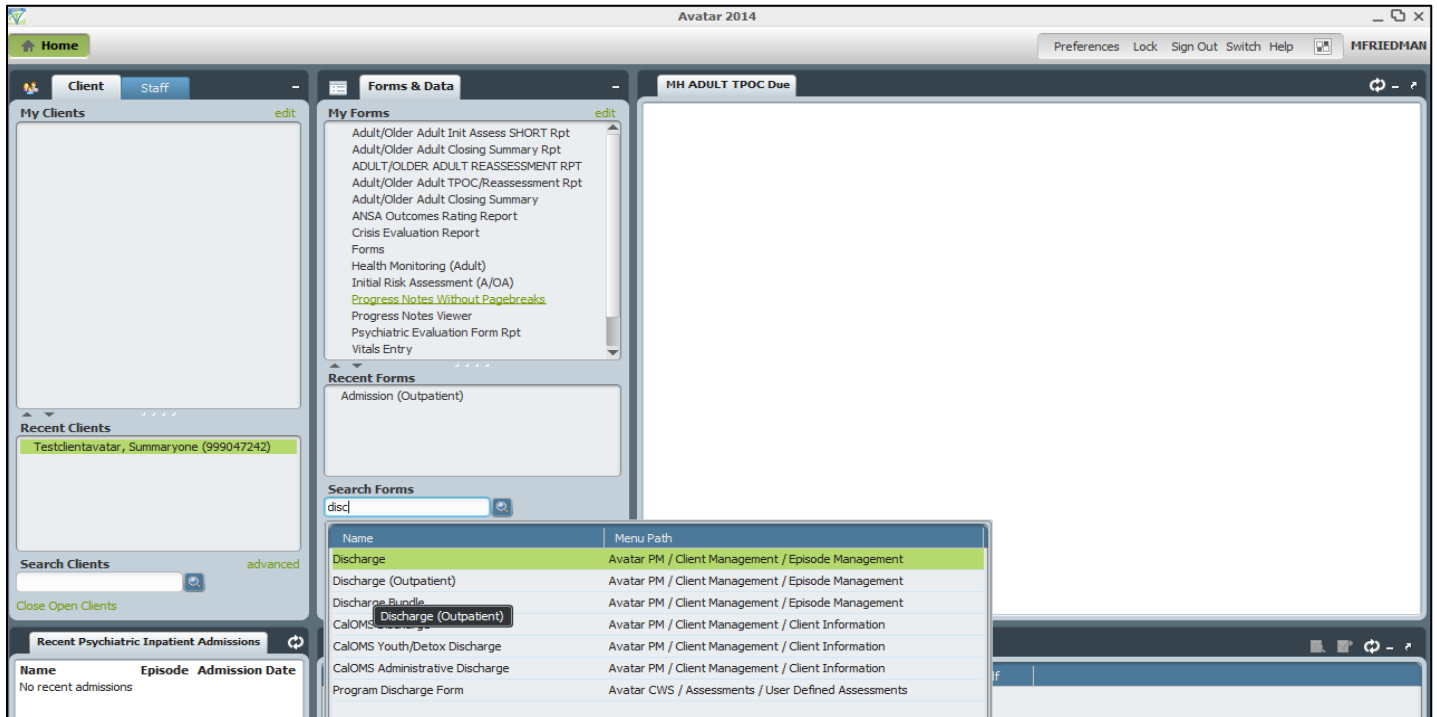 Avatar 2014
Home
Preferences Lock Sign Out Switch Help MFRIEDMAN
Client Staff
My Clients edit
Recent Clients
Testclientavatar, Summaryone (999047242)
Search Clients advanced
Close Open Clients
Recent Psychiatric Inpatient Admissions
Name Episode Admission Date
No recent admissions
Forms & Data
My Forms edit
Adult/Older Adult Init Assess SHORT Rpt
Adult/Older Adult Closing Summary Rpt
ADULT/OLDER ADULT REASSESSMENT RPT
Adult/Older Adult TPOC/Reassessment Rpt
Adult/Older Adult Closing Summary
ANSA Outcomes Rating Report
Crisis Evaluation Report
Forms
Health Monitoring (Adult)
Initial Risk Assessment (A/OA)
Progress Notes Without Pagebreaks
Progress Notes Viewer
Psychiatric Evaluation Form Rpt
Vitals Entry
Recent Forms
Admission (Outpatient)
Search Forms
disc
Name Menu Path
Discharge Avatar PM / Client Management / Episode Management
Discharge (Outpatient) Avatar PM / Client Management / Episode Management
Discharge Bundle Avatar PM / Client Management / Episode Management
Discharge (Outpatient)
CalOMS Discharge Avatar PM / Client Management / Client Information
CalOMS Youth/Detox Discharge Avatar PM / Client Management / Client Information
CalOMS Administrative Discharge Avatar PM / Client Management / Client Information
Program Discharge Form Avatar CWS / Assessments / User Defined Assessments
MH ADULT TPOC Due